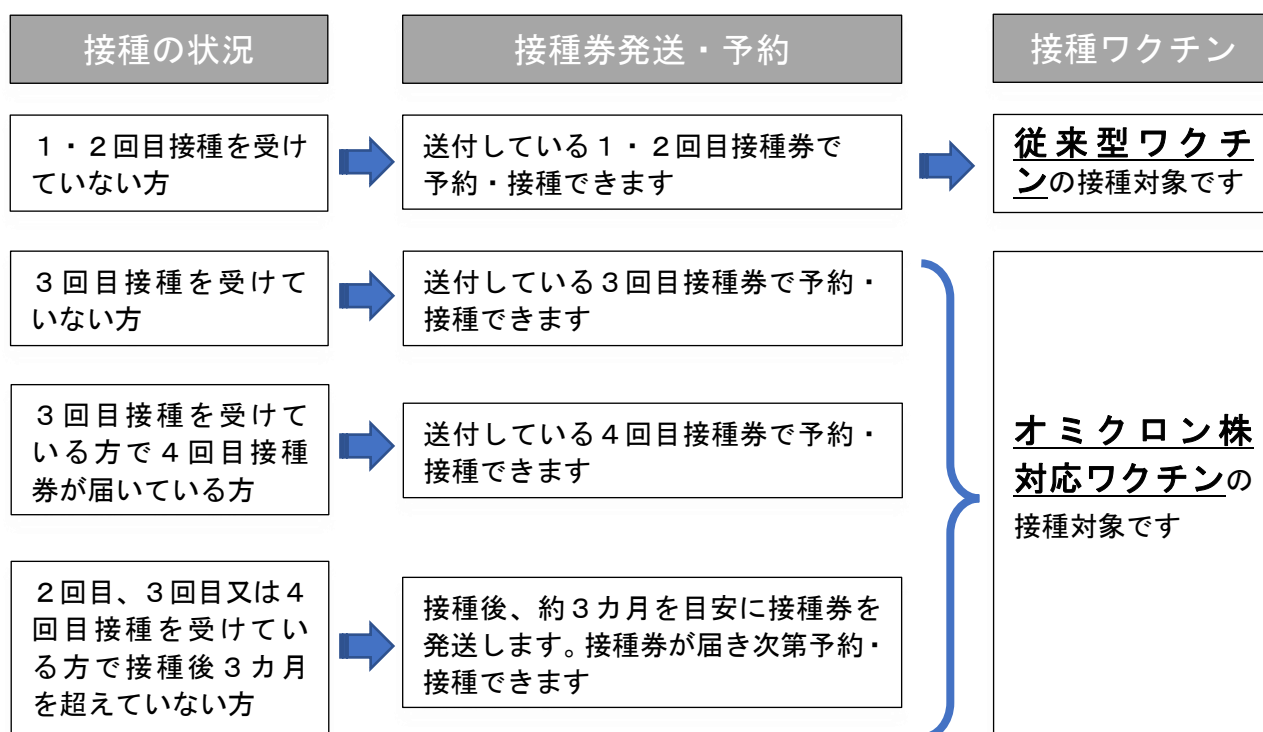 接種の状況
接種券発送・予約
接種ワクチン
１・２回目接種を受け
ていない方
送付している１・２回目接種券で
予約・接種できます
従来型ワクチ
ンの接種対象です
３回目接種を受けて
いない方
送付している３回目接種券で予約・
接種できます
３回目接種を受けて
いる方で４回目接種
券が届いている方
送付している４回目接種券で予約・
接種できます
２回目、３回目又は４
回目接種を受けてい
る方で接種後３カ月
を超えていない方
接種後、約３カ月を目安に接種券を
発送します。接種券が届き次第予約・
接種できます
オミクロン株
対応ワクチンの
接種対象です